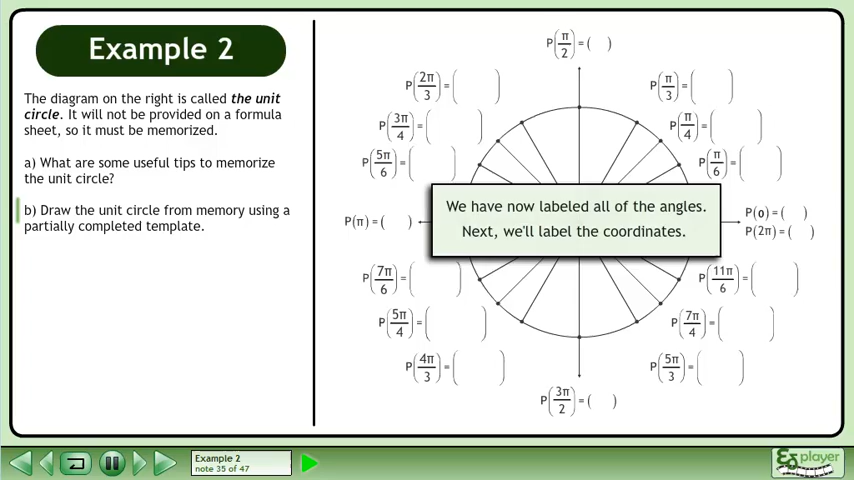 Example 2
The diagram on the right is called the unit
circle. It will not be provided on a formula
sheet, so it must be memorized.
a) What are some useful tips to memorize
the unit circle?
b) Draw the unit circle from memory using a
partially completed template.
P(π/2) = ( )
P(2π/3) = ( )
P(π/3) = ( )
P(3π/4) = ( )
P(π/4) = ( )
P(5π/6) = ( )
P(π/6) = ( )
We have now labeled all of the angles.
Next, we'll label the coordinates.
P(π) = ( )
P(0) = ( )
P(2π) = ( )
P(7π/6) = ( )
P(11π/6) = ( )
P(5π/4) = ( )
P(7π/4) = ( )
P(4π/3) = ( )
P(5π/3) = ( )
P(3π/2) = ( )
Example 2
note 35 of 47
player